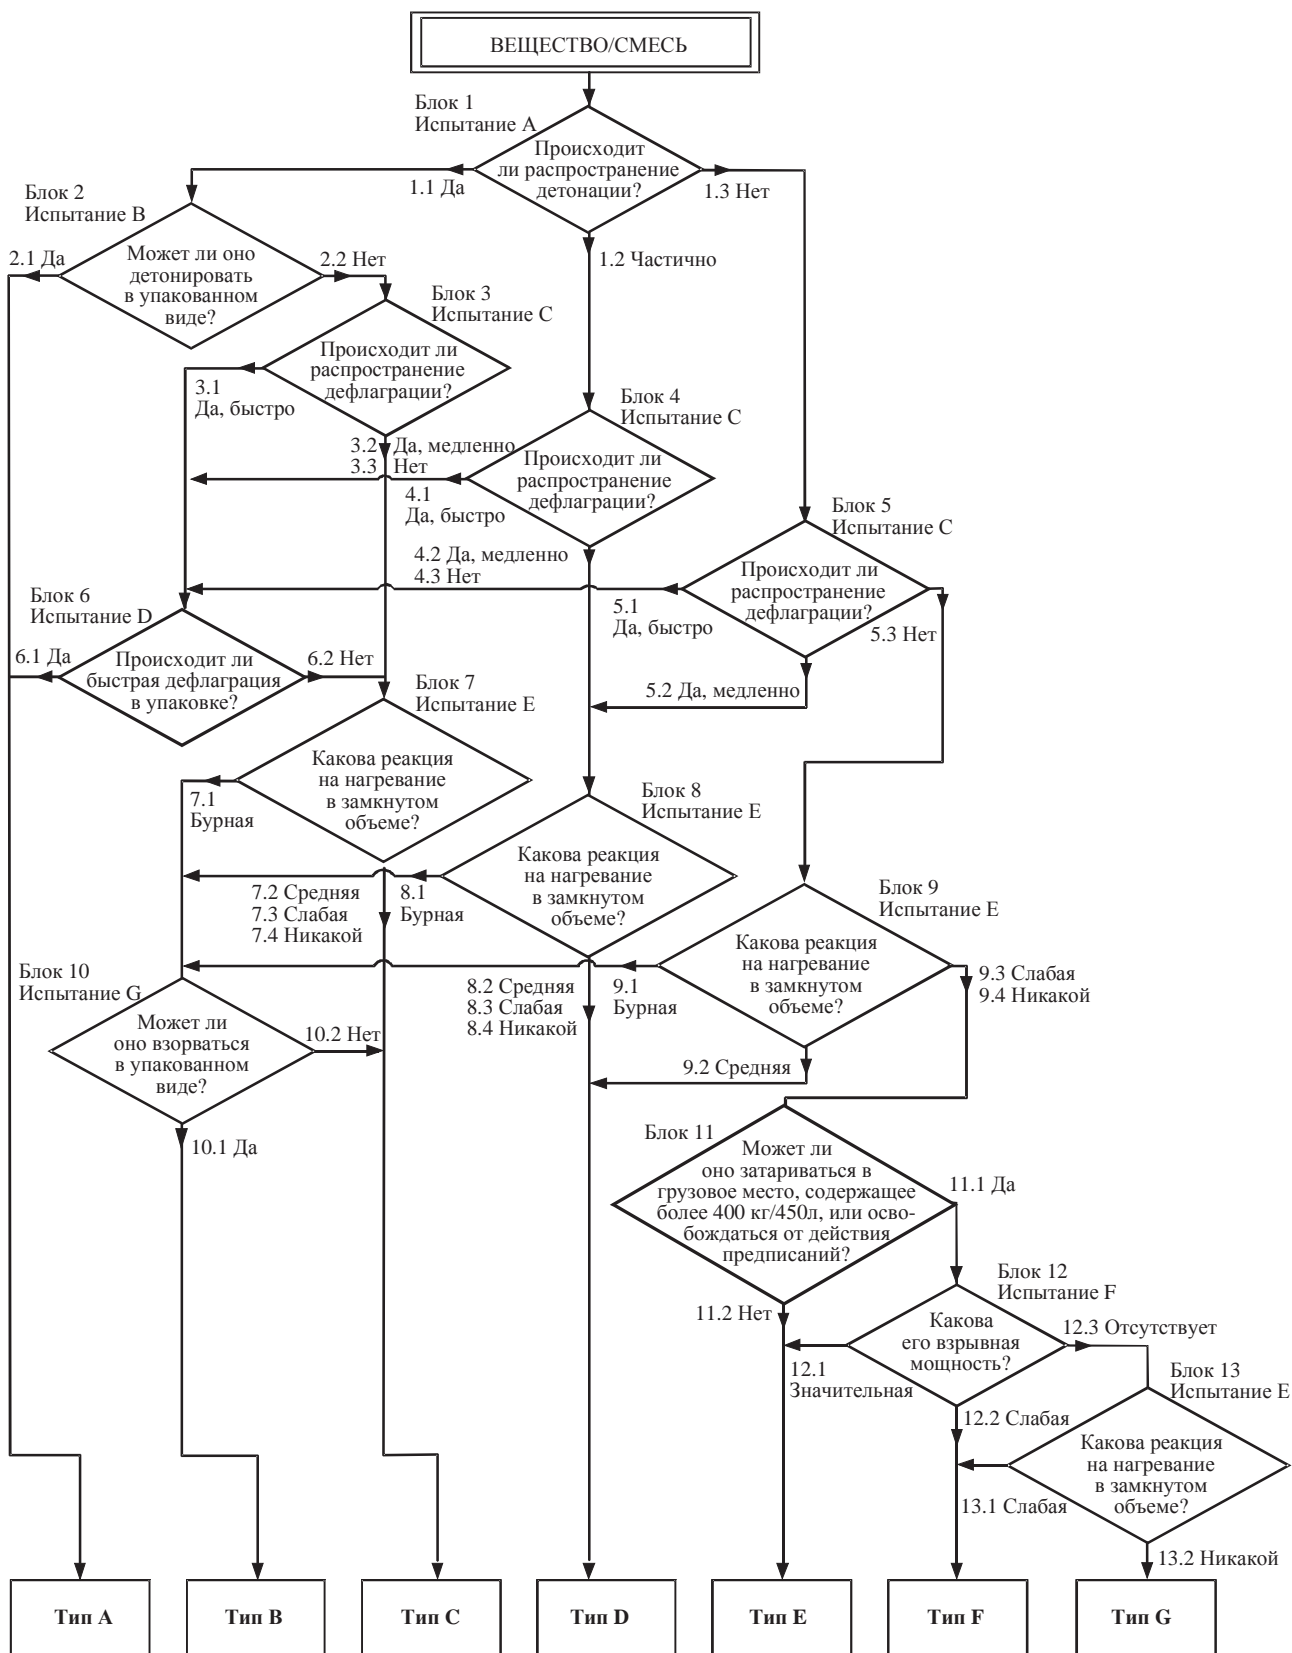 ВЕЩЕСТВО/СМЕСЬ
Блок 1
Испытание A
Происходит
ли распространение
детонации?
1.1 Да
1.3 Нет
1.2 Частично
Блок 2
Испытание B
Может ли оно
детонировать
в упакованном
виде?
2.1 Да
2.2 Нет
Блок 3
Испытание C
Происходит ли
распространение
дефлаграции?
3.1
Да, быстро
3.2 Да, медленно
3.3 Нет
Блок 4
Испытание C
Происходит ли
распространение
дефлаграции?
4.1
Да, быстро
4.2 Да, медленно
4.3 Нет
Блок 5
Испытание C
Происходит ли
распространение
дефлаграции?
5.1
Да, быстро
5.3 Нет
5.2 Да, медленно
Блок 6
Испытание D
Происходит ли
быстрая дефлаграция
в упаковке?
6.1 Да
6.2 Нет
Блок 7
Испытание E
Какова реакция
на нагревание
в замкнутом
объеме?
7.1
Бурная
7.2 Средняя
7.3 Слабая
7.4 Никакой
Блок 8
Испытание E
Какова реакция
на нагревание
в замкнутом
объеме?
8.1
Бурная
8.2 Средняя
8.3 Слабая
8.4 Никакой
Блок 9
Испытание E
Какова реакция
на нагревание
в замкнутом
объеме?
9.1
Бурная
9.2 Средняя
9.3 Слабая
9.4 Никакой
Блок 10
Испытание G
Может ли
оно взорваться
в упакованном
виде?
10.2 Нет
10.1 Да
Блок 11
Может ли
оно затариваться в
грузовое место, содержащее
более 400 кг/450л, или осво-
бождаться от действия
предписаний?
11.1 Да
11.2 Нет
Блок 12
Испытание F
Какова
его взрывная
мощность?
12.1
Значительная
12.2 Слабая
12.3 Отсутствует
Блок 13
Испытание E
Какова реакция
на нагревание
в замкнутом
объеме?
13.1 Слабая
13.2 Никакой
Тип A
Тип B
Тип C
Тип D
Тип E
Тип F
Тип G